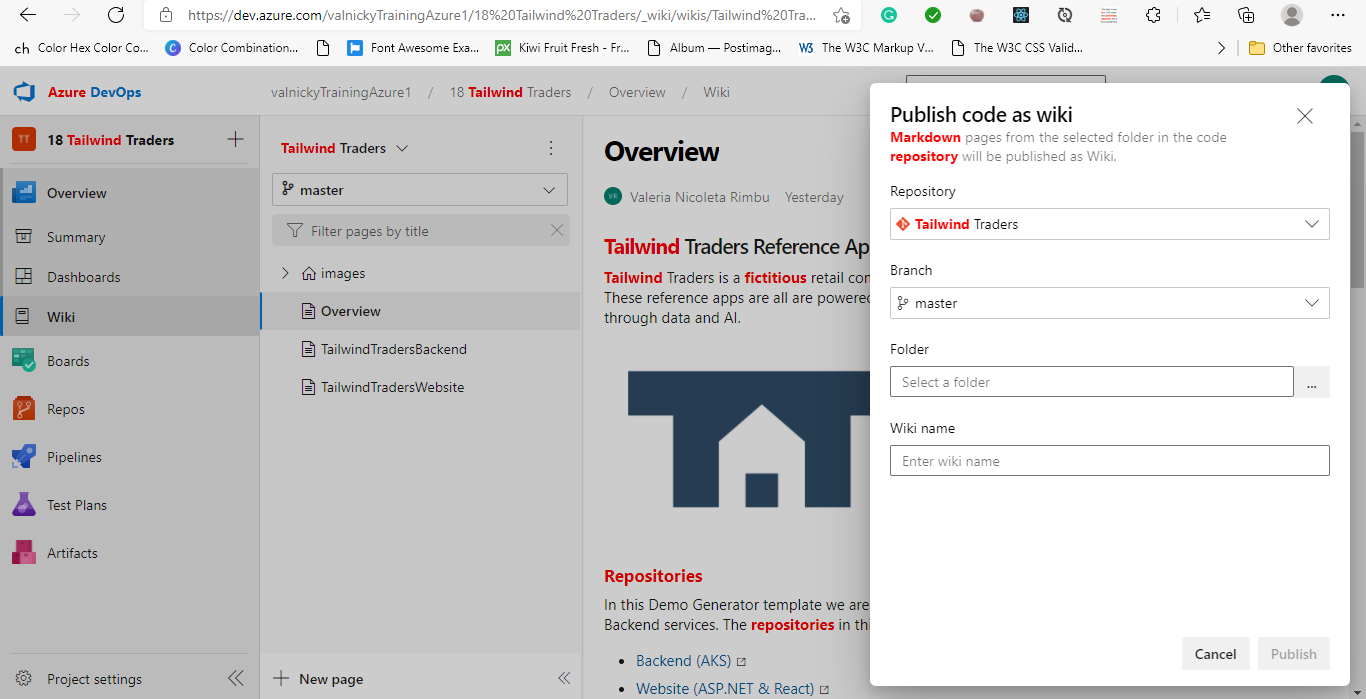 https://dev.azure.com/valnickyTrainingAzure1/18%20Tailwind%20Traders/_wiki/wikis/Tailwind%20Tra...
ch Color Hex Color Co...
Color Combination...
Font Awesome Exa...
Kiwi Fruit Fresh - Fr...
Album — Postimag...
W3 The W3C Markup V...
The W3C CSS Valid...
Other favorites
Azure DevOps
valnickyTrainingAzure1 / 18 Tailwind Traders / Overview / Wiki
TT 18 Tailwind Traders
Overview
Summary
Dashboards
Wiki
Boards
Repos
Pipelines
Test Plans
Artifacts
Project settings
Tailwind Traders
master
Filter pages by title
images
Overview
TailwindTradersBackend
TailwindTradersWebsite
New page
Overview
VR Valeria Nicoleta Rimbu Yesterday
Tailwind Traders Reference Ap
Tailwind Traders is a fictitious retail con
These reference apps are all are powered
through data and AI.
Repositories
In this Demo Generator template we are
Backend services. The repositories in thi
Backend (AKS)
Website (ASP.NET & React)
Publish code as wiki
Markdown pages from the selected folder in the code
repository will be published as Wiki.
Repository
Tailwind Traders
Branch
master
Folder
Select a folder
...
Wiki name
Enter wiki name
Cancel
Publish